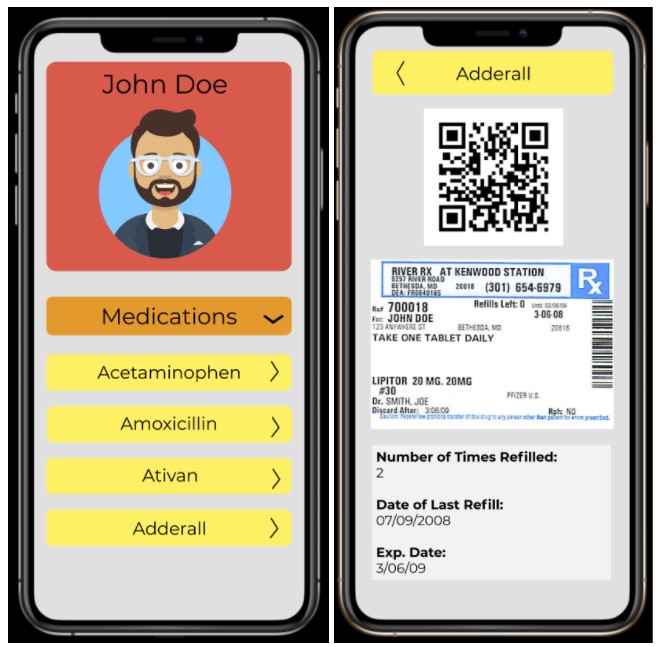 John Doe
Medications
Acetaminophen
Amoxicillin
Ativan
Adderall
Adderall
RIVER RX AT KENWOOD STATION
5257 RIVER ROAD
BETHESDA, MD 20816 (301) 654-6979
DEA: FR0640195
Rx
Rx# 700018 Refills Left: 0 Until: 03/06/09
For: JOHN DOE 3-06-08
123 ANYWHERE ST BETHESDA, MD 20816
TAKE ONE TABLET DAILY
LIPITOR 20 MG. 20MG
#30 PFIZER U.S.
Dr. SMITH, JOE
Discard After: 3/06/09 Rph: ND
Caution: Federal law prohibits transfer of this drug to any person other than patient for whom prescribed.
Number of Times Refilled:
2
Date of Last Refill:
07/09/2008
Exp. Date:
3/06/09